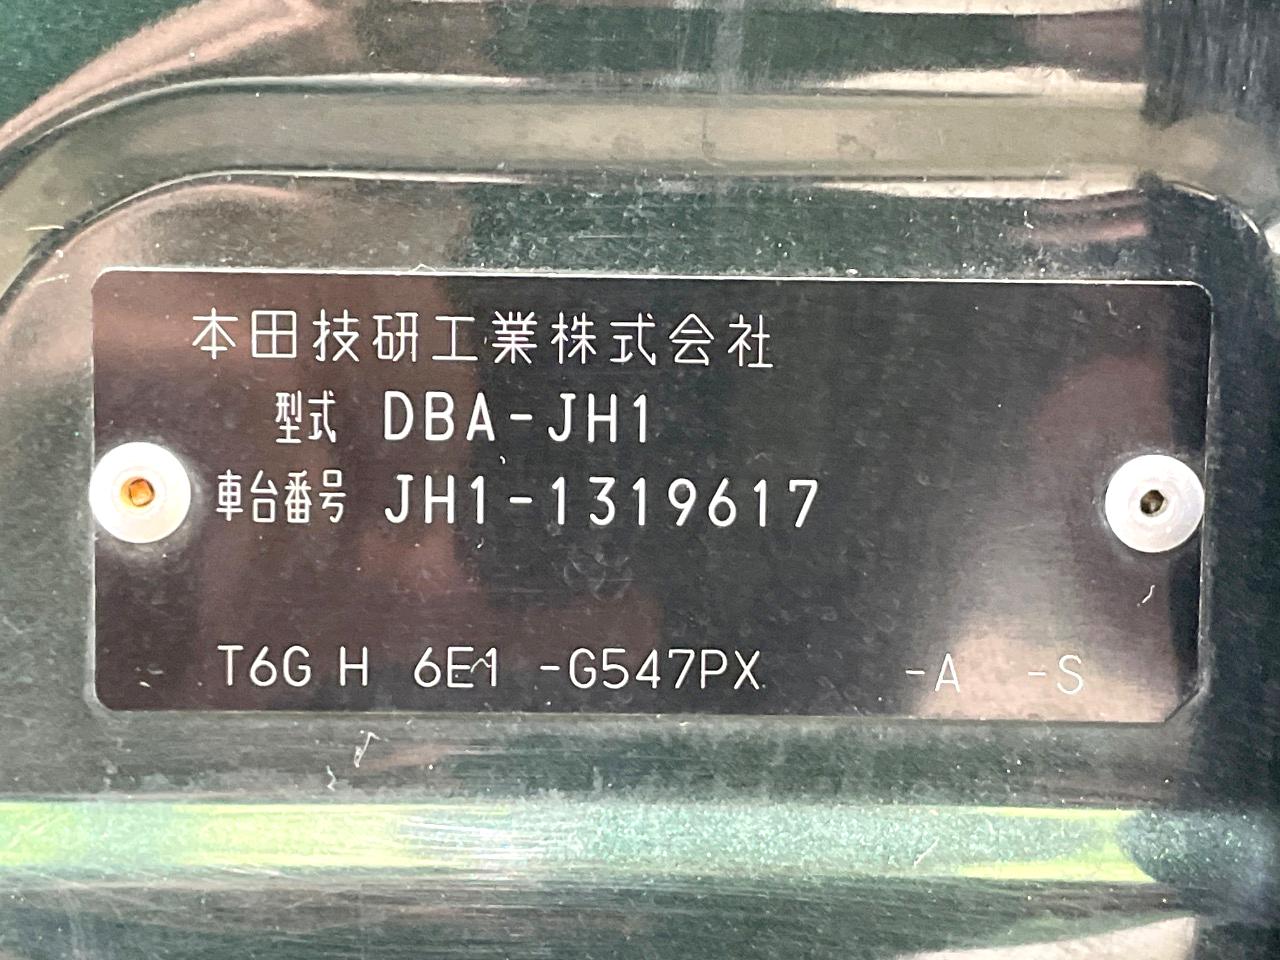 本田技研工業株式会社
型式 DBA-JH1
車台番号 JH1-1319617
T6G H 6E1 -G547PX -A -S